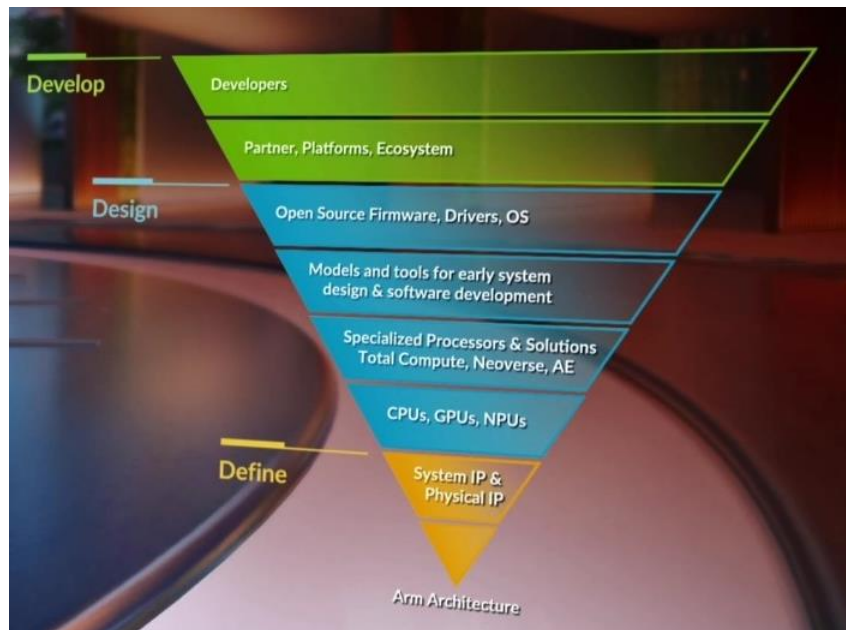 Develop
Developers
Partner, Platforms, Ecosystem
Design
Open Source Firmware, Drivers, OS
Models and tools for early system
design & software development
Specialized Processors & Solutions
Total Compute, Neoverse, AE
CPUs, GPUs, NPUs
Define
System IP &
Physical IP
Arm Architecture